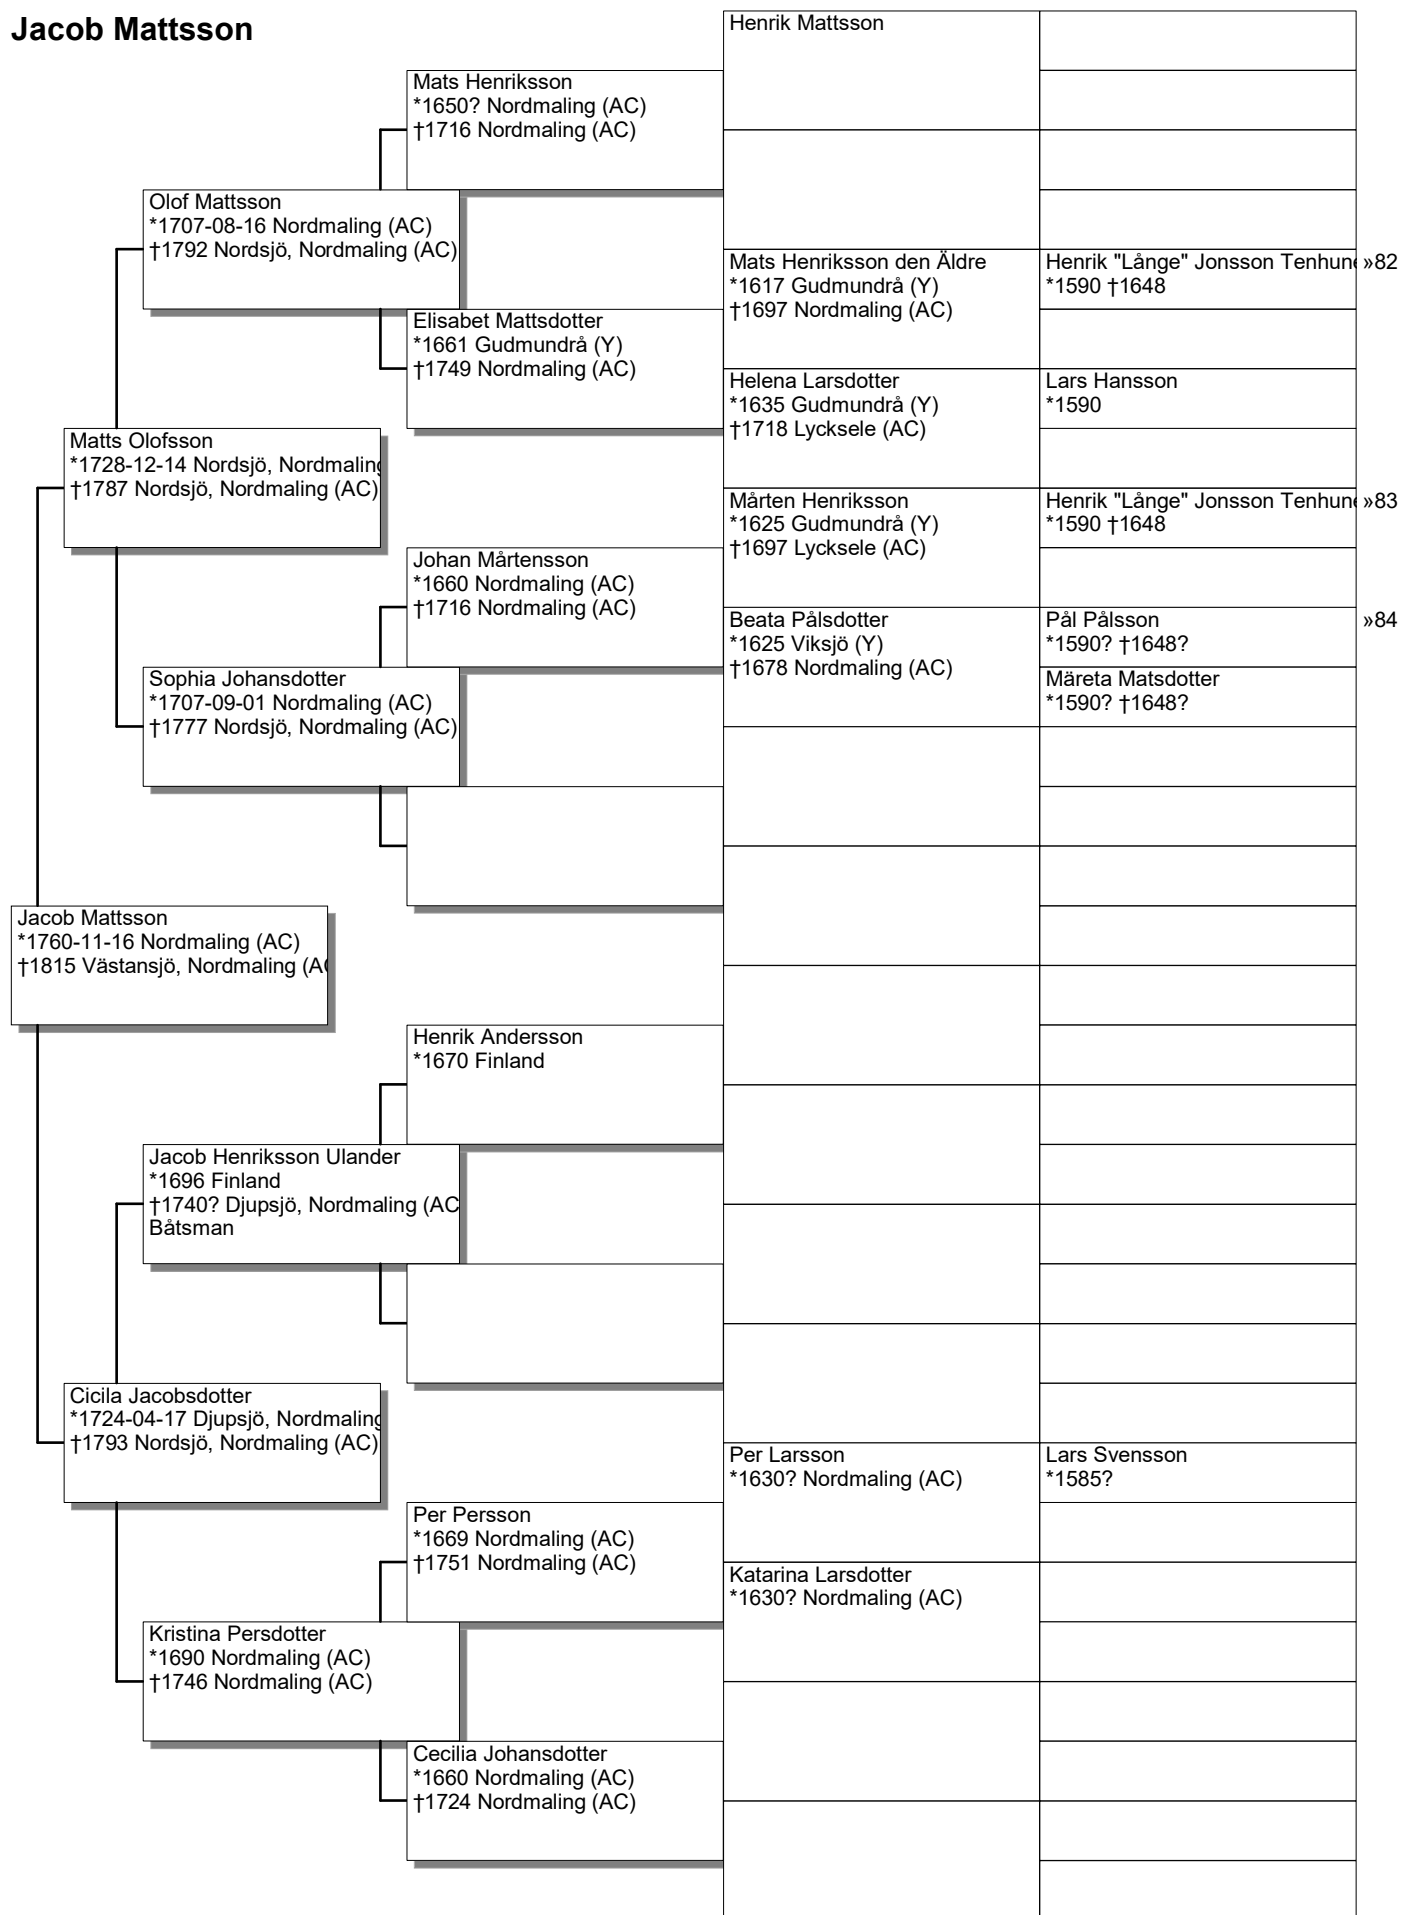 Jacob Mattsson
Henrik Mattsson
Mats Henriksson
*1650? Nordmaling (AC)
†1716 Nordmaling (AC)
Olof Mattsson
*1707-08-16 Nordmaling (AC)
†1792 Nordsjö, Nordmaling (AC)
Mats Henriksson den Äldre
*1617 Gudmundrå (Y)
†1697 Nordmaling (AC)
Henrik "Långe" Jonsson Tenhune »82
*1590 †1648
Elisabet Mattsdotter
*1661 Gudmundrå (Y)
†1749 Nordmaling (AC)
Helena Larsdotter
*1635 Gudmundrå (Y)
†1718 Lycksele (AC)
Lars Hansson
*1590
Matts Olofsson
*1728-12-14 Nordsjö, Nordmaling
†1787 Nordsjö, Nordmaling (AC)
Mårten Henriksson
*1625 Gudmundrå (Y)
†1697 Lycksele (AC)
Henrik "Långe" Jonsson Tenhune »83
*1590 †1648
Johan Mårtensson
*1660 Nordmaling (AC)
†1716 Nordmaling (AC)
Beata Pålsdotter
*1625 Viksjö (Y)
†1678 Nordmaling (AC)
Pål Pålsson »84
*1590? †1648?
Märeta Matsdotter
*1590? †1648?
Sophia Johansdotter
*1707-09-01 Nordmaling (AC)
†1777 Nordsjö, Nordmaling (AC)
Jacob Mattsson
*1760-11-16 Nordmaling (AC)
†1815 Västansjö, Nordmaling (A
Henrik Andersson
*1670 Finland
Jacob Henriksson Ulander
*1696 Finland
†1740? Djupsjö, Nordmaling (AC
Båtsman
Cicila Jacobsdotter
*1724-04-17 Djupsjö, Nordmaling
†1793 Nordsjö, Nordmaling (AC)
Per Larsson
*1630? Nordmaling (AC)
Lars Svensson
*1585?
Per Persson
*1669 Nordmaling (AC)
†1751 Nordmaling (AC)
Katarina Larsdotter
*1630? Nordmaling (AC)
Kristina Persdotter
*1690 Nordmaling (AC)
†1746 Nordmaling (AC)
Cecilia Johansdotter
*1660 Nordmaling (AC)
†1724 Nordmaling (AC)